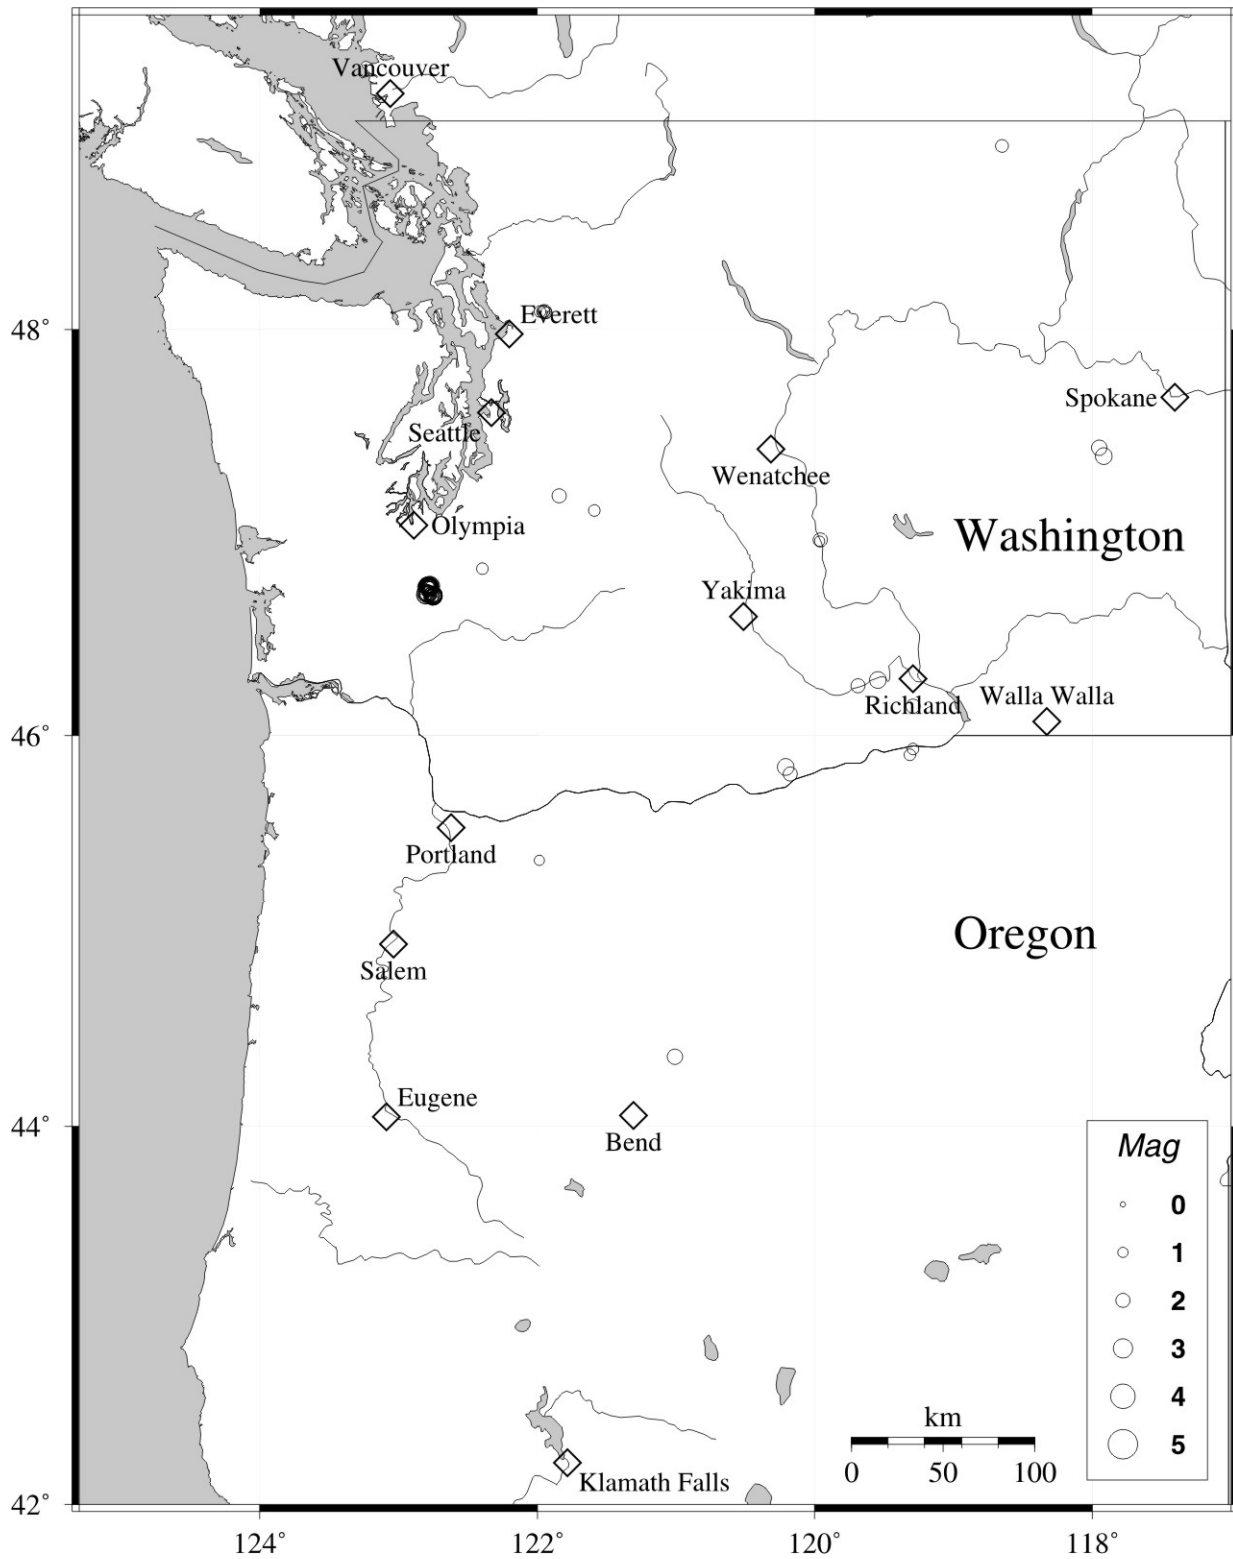 Vancouver
Everett
48°
Spokane
Seattle
Wenatchee
Olympia
Washington
Yakima
Richland
Walla Walla
46°
Portland
Oregon
Salem
Eugene
44°
Bend
Mag
0
1
2
3
4
5
km
0 50 100
Klamath Falls
42°
124° 122° 120° 118°